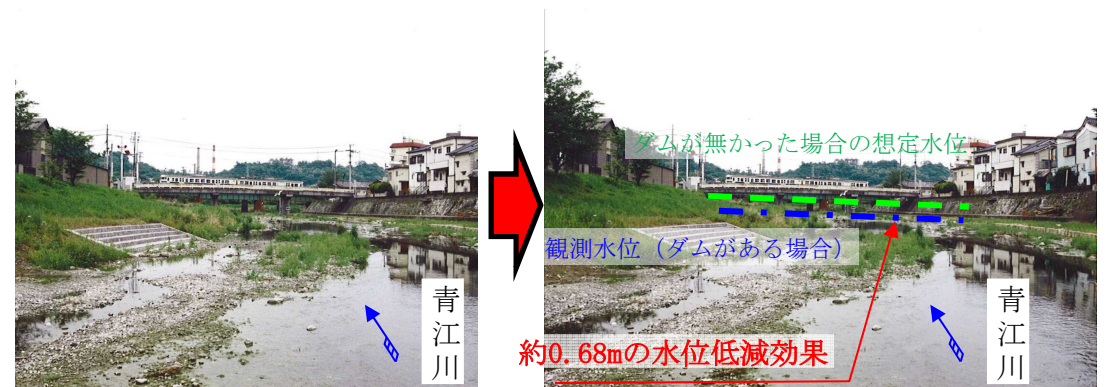 青江川
ダムが無かった場合の想定水位
観測水位（ダムがある場合）
約0.68mの水位低減効果
青江川